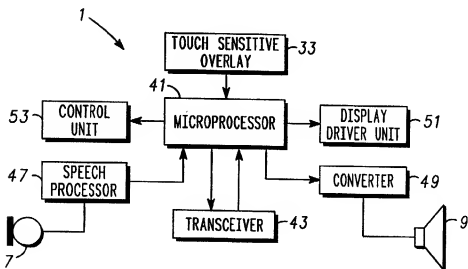 1
TOUCH SENSITIVE
OVERLAY
33
41
53
CONTROL
UNIT
MICROPROCESSOR
DISPLAY
DRIVER UNIT
51
47
SPEECH
PROCESSOR
CONVERTER
49
TRANSCEIVER
43
7
9